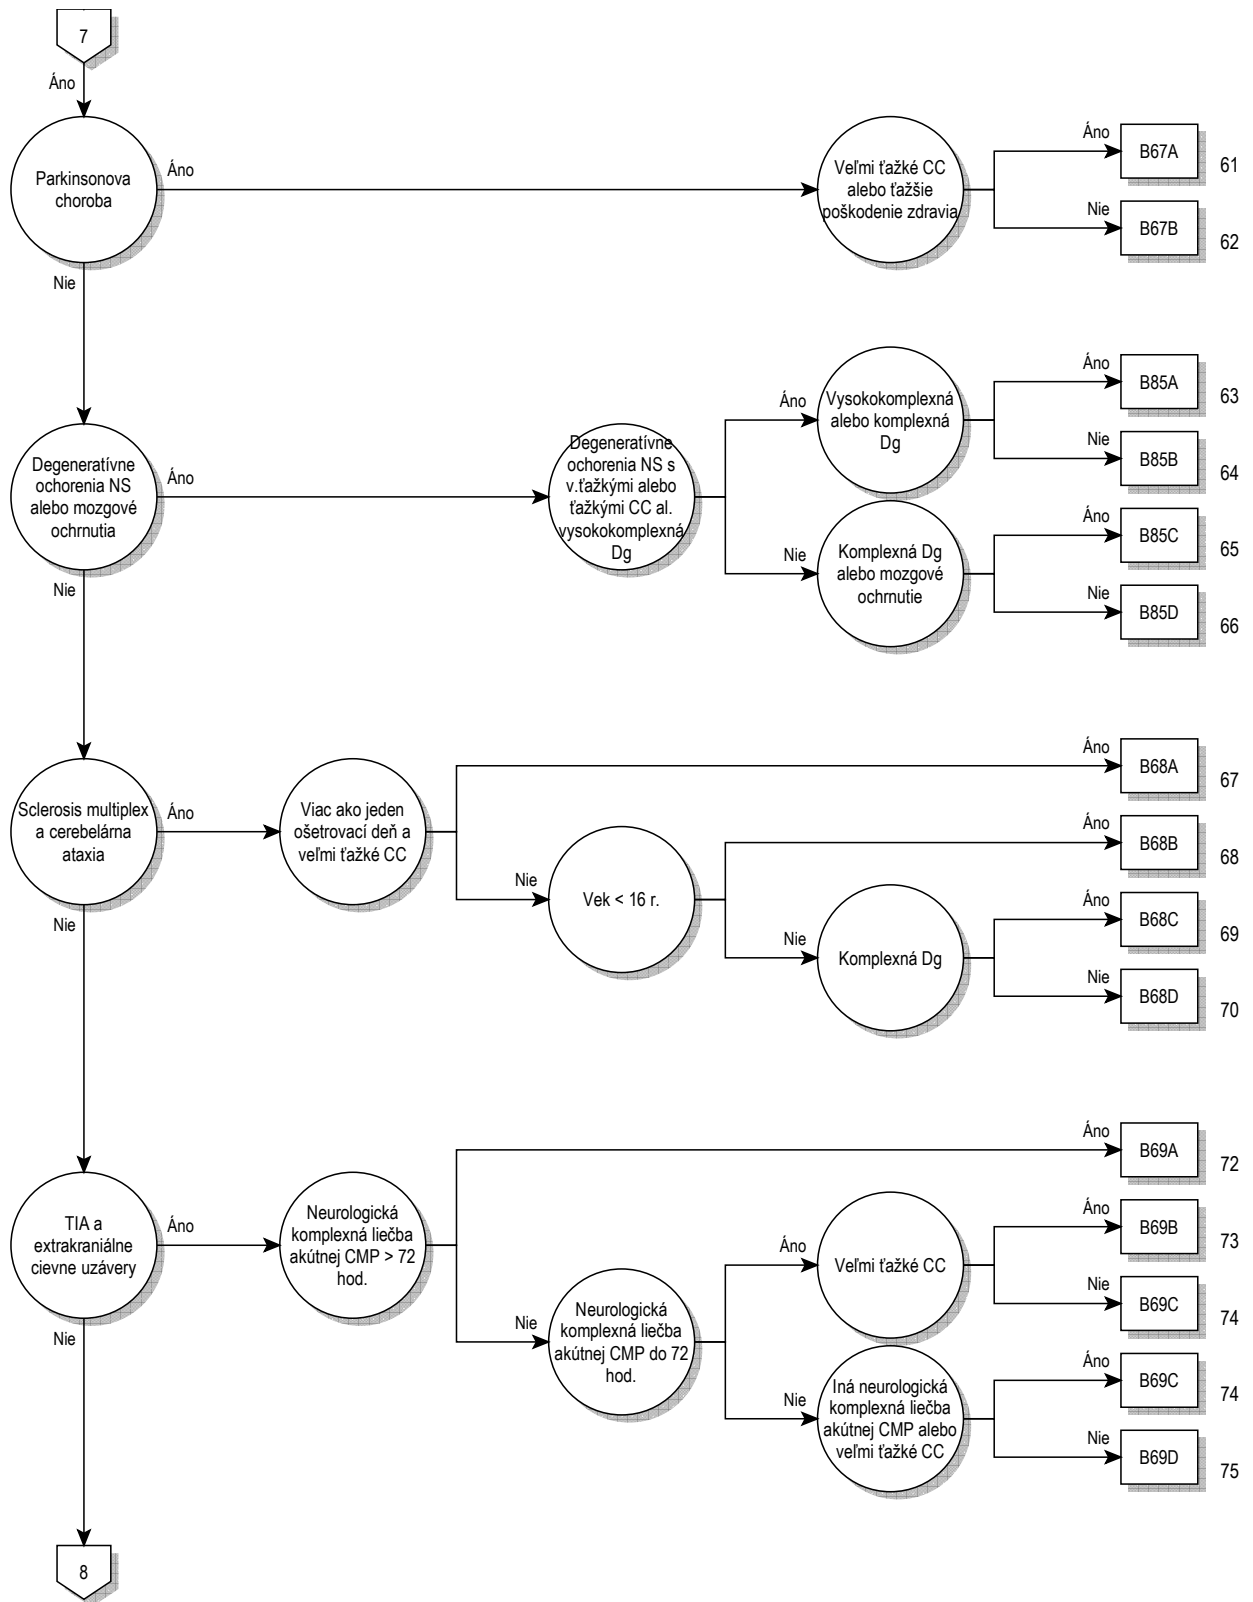 7
Áno
Parkinsonova
choroba
Áno
Veľmi ťažké CC
alebo ťažšie
poškodenie zdravia
Áno
B67A
61
Nie
B67B
62
Nie
Degeneratívne
ochorenia NS
alebo mozgové
ochrnutia
Áno
Degeneratívne
ochorenia NS s
v.ťažkými alebo
ťažkými CC al.
vysokokomplexná
Dg
Áno
Vysokokomplexná
alebo komplexná
Dg
Áno
B85A
63
Nie
B85B
64
Nie
Komplexná Dg
alebo mozgové
ochrnutie
Áno
B85C
65
Nie
B85D
66
Nie
Sclerosis multiplex
a cerebelárna
ataxia
Áno
Viac ako jeden
ošetrovací deň a
veľmi ťažké CC
Áno
B68A
67
Nie
Vek < 16 r.
Áno
B68B
68
Nie
Komplexná Dg
Áno
B68C
69
Nie
B68D
70
Nie
TIA a
extrakraniálne
cievne uzávery
Áno
Neurologická
komplexná liečba
akútnej CMP > 72
hod.
Áno
B69A
72
Nie
Neurologická
komplexná liečba
akútnej CMP do 72
hod.
Áno
Veľmi ťažké CC
Áno
B69B
73
Nie
B69C
74
Nie
Iná neurologická
komplexná liečba
akútnej CMP alebo
veľmi ťažké CC
Áno
B69C
74
Nie
B69D
75
Nie
8